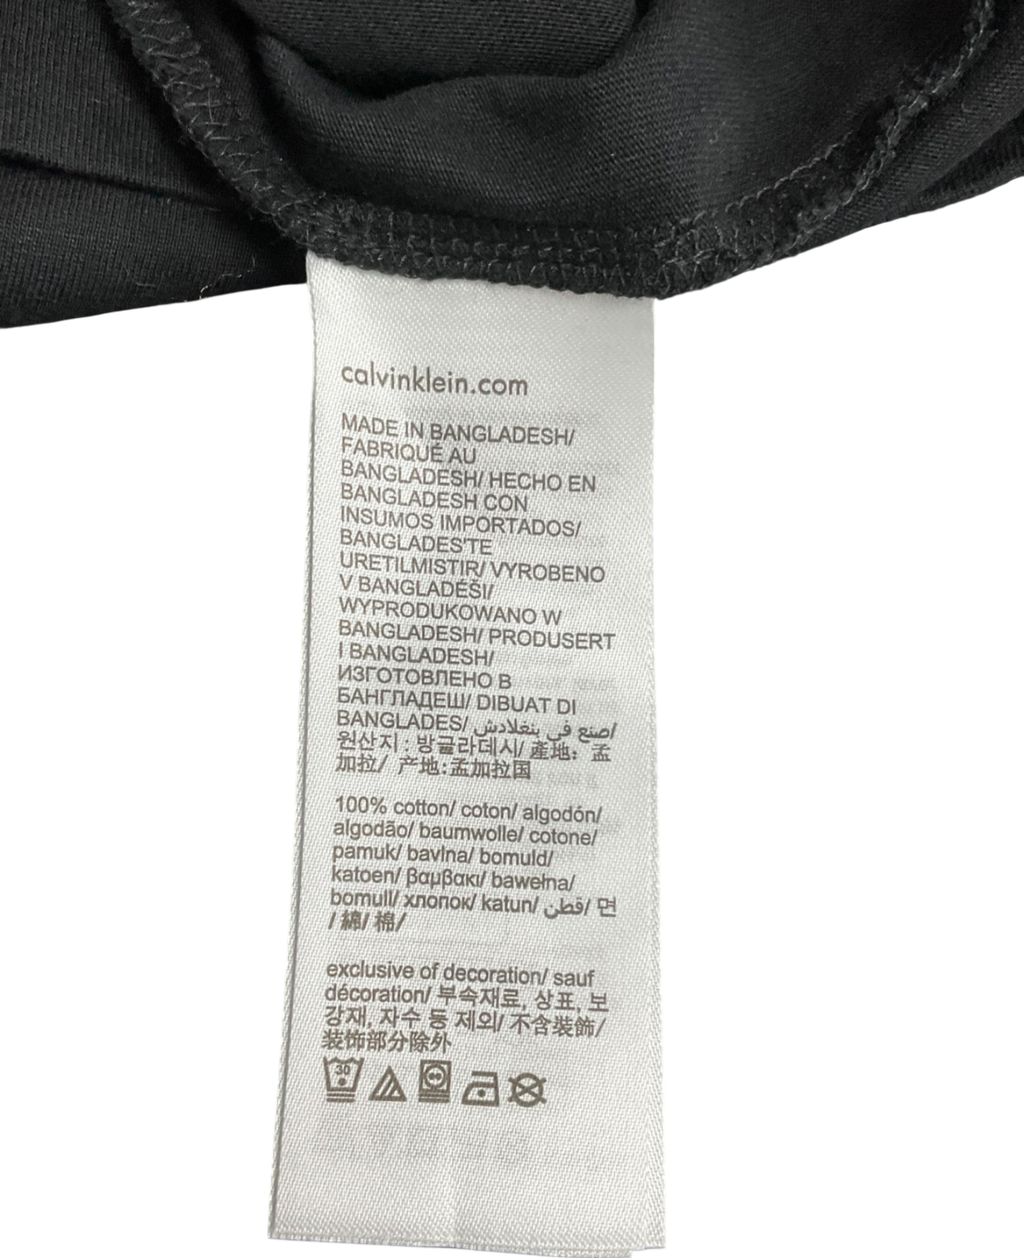 calvinklein.com
MADE IN BANGLADESH/
FABRIQUÉ AU
BANGLADESH/ HECHO EN
BANGLADESH CON
INSUMOS IMPORTADOS/
BANGLADES'TE
URETILMISTIR/ VYROBENO
V BANGLADÉŠI/
WYPRODUKOWANO W
BANGLADESH/ PRODUSERT
I BANGLADESH/
ИЗГОТОВЛЕНО В
БАНГЛАДЕШ/ DIBUAT DI
BANGLADES/ صنع في بنغلادش/
원산지 : 방글라데시/ 產地: 孟
加拉/ 产地:孟加拉国
100% cotton/ coton/ algodón/
algodão/ baumwolle/ cotone/
pamuk/ bavlna/ bomuld/
katoen/ βαμβακι/ bawełna/
bomull/ хлопок/ katun/ قطن/ 면
/ 綿/ 棉/
exclusive of decoration/ sauf
décoration/ 부속재료, 상표, 보
강재, 자수 등 제외/ 不含裝飾/
装饰部分除外
30